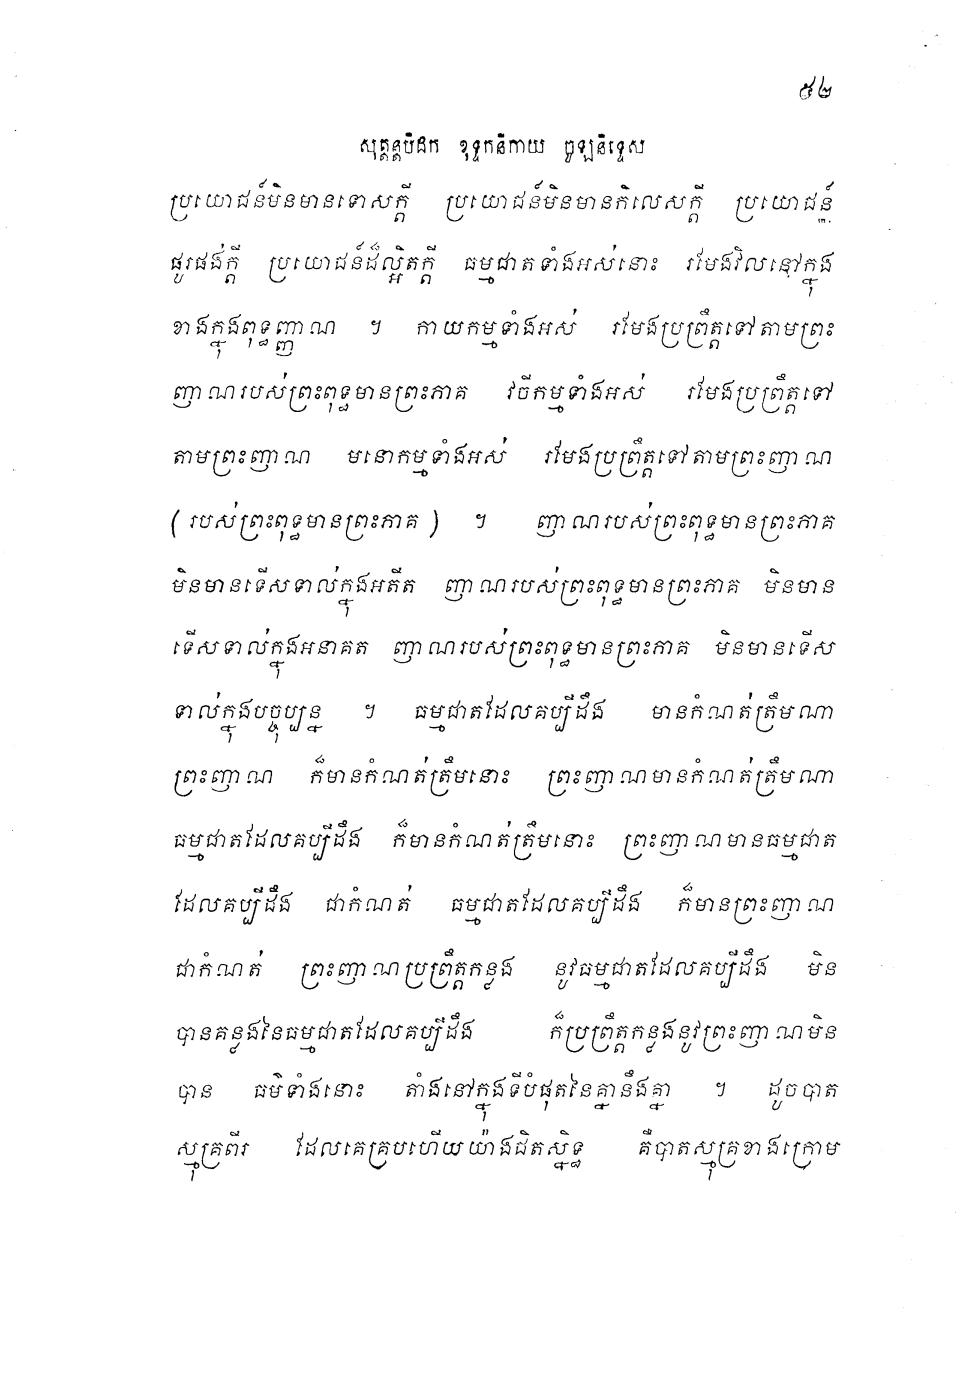 ៥២
សុត្តន្តបិដក ខុទ្ទកនិកាយ ចូឡនិទ្ទេស
ប្រយោជន៍មិនមានទោសក្តី ប្រយោជន៍មិនមានកិលេសក្តី ប្រយោជន៍
ផូរផង់ក្តី ប្រយោជន៍ដ៏ល្អិតក្តី ធម្មជាតទាំងអស់នោះ រមែងវិលនៅក្នុង
ខាងក្នុងពុទ្ធញ្ញាណ ។ កាយកម្មទាំងអស់ រមែងប្រព្រឹត្តទៅតាមព្រះ
ញាណរបស់ព្រះពុទ្ធមានព្រះភាគ វចីកម្មទាំងអស់ រមែងប្រព្រឹត្តទៅ
តាមព្រះញាណ មនោកម្មទាំងអស់ រមែងប្រព្រឹត្តទៅតាមព្រះញាណ
( របស់ព្រះពុទ្ធមានព្រះភាគ ) ។ ញាណរបស់ព្រះពុទ្ធមានព្រះភាគ
មិនមានទើសទាល់ក្នុងអតីត ញាណរបស់ព្រះពុទ្ធមានព្រះភាគ មិនមាន
ទើសទាល់ក្នុងអនាគត ញាណរបស់ព្រះពុទ្ធមានព្រះភាគ មិនមានទើស
ទាល់ក្នុងបច្ចុប្បន្ន ។ ធម្មជាតដែលគប្បីដឹង មានកំណត់ត្រឹមណា
ព្រះញាណ ក៏មានកំណត់ត្រឹមនោះ ព្រះញាណមានកំណត់ត្រឹមណា
ធម្មជាតដែលគប្បីដឹង ក៏មានកំណត់ត្រឹមនោះ ព្រះញាណមានធម្មជាត
ដែលគប្បីដឹង ជាកំណត់ ធម្មជាតដែលគប្បីដឹង ក៏មានព្រះញាណ
ជាកំណត់ ព្រះញាណប្រព្រឹត្តកន្លង នូវធម្មជាតដែលគប្បីដឹង មិន
បានគន្លងនៃធម្មជាតដែលគប្បីដឹង ក៏ប្រព្រឹត្តកន្លងនូវព្រះញាណមិន
បាន ធម៌ទាំងនោះ តាំងនៅក្នុងទីបំផុតនៃគ្នានឹងគ្នា ។ ដូចបាត
ស្មុគ្រពីរ ដែលគេគ្របហើយយ៉ាងជិតស្និទ្ធ គឺបាតស្មុគ្រខាងក្រោម